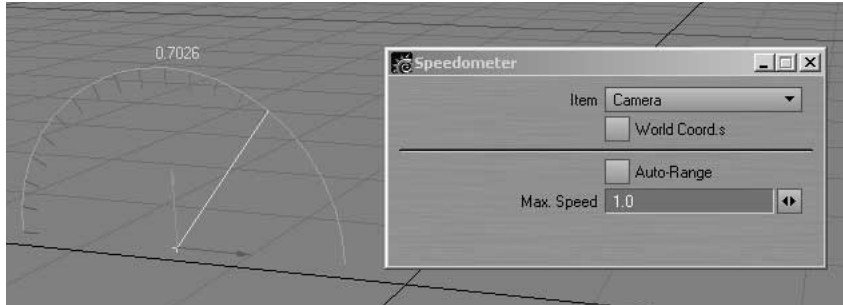 0.7026
Speedometer
Item Camera
World Coord.s
Auto-Range
Max. Speed 1.0